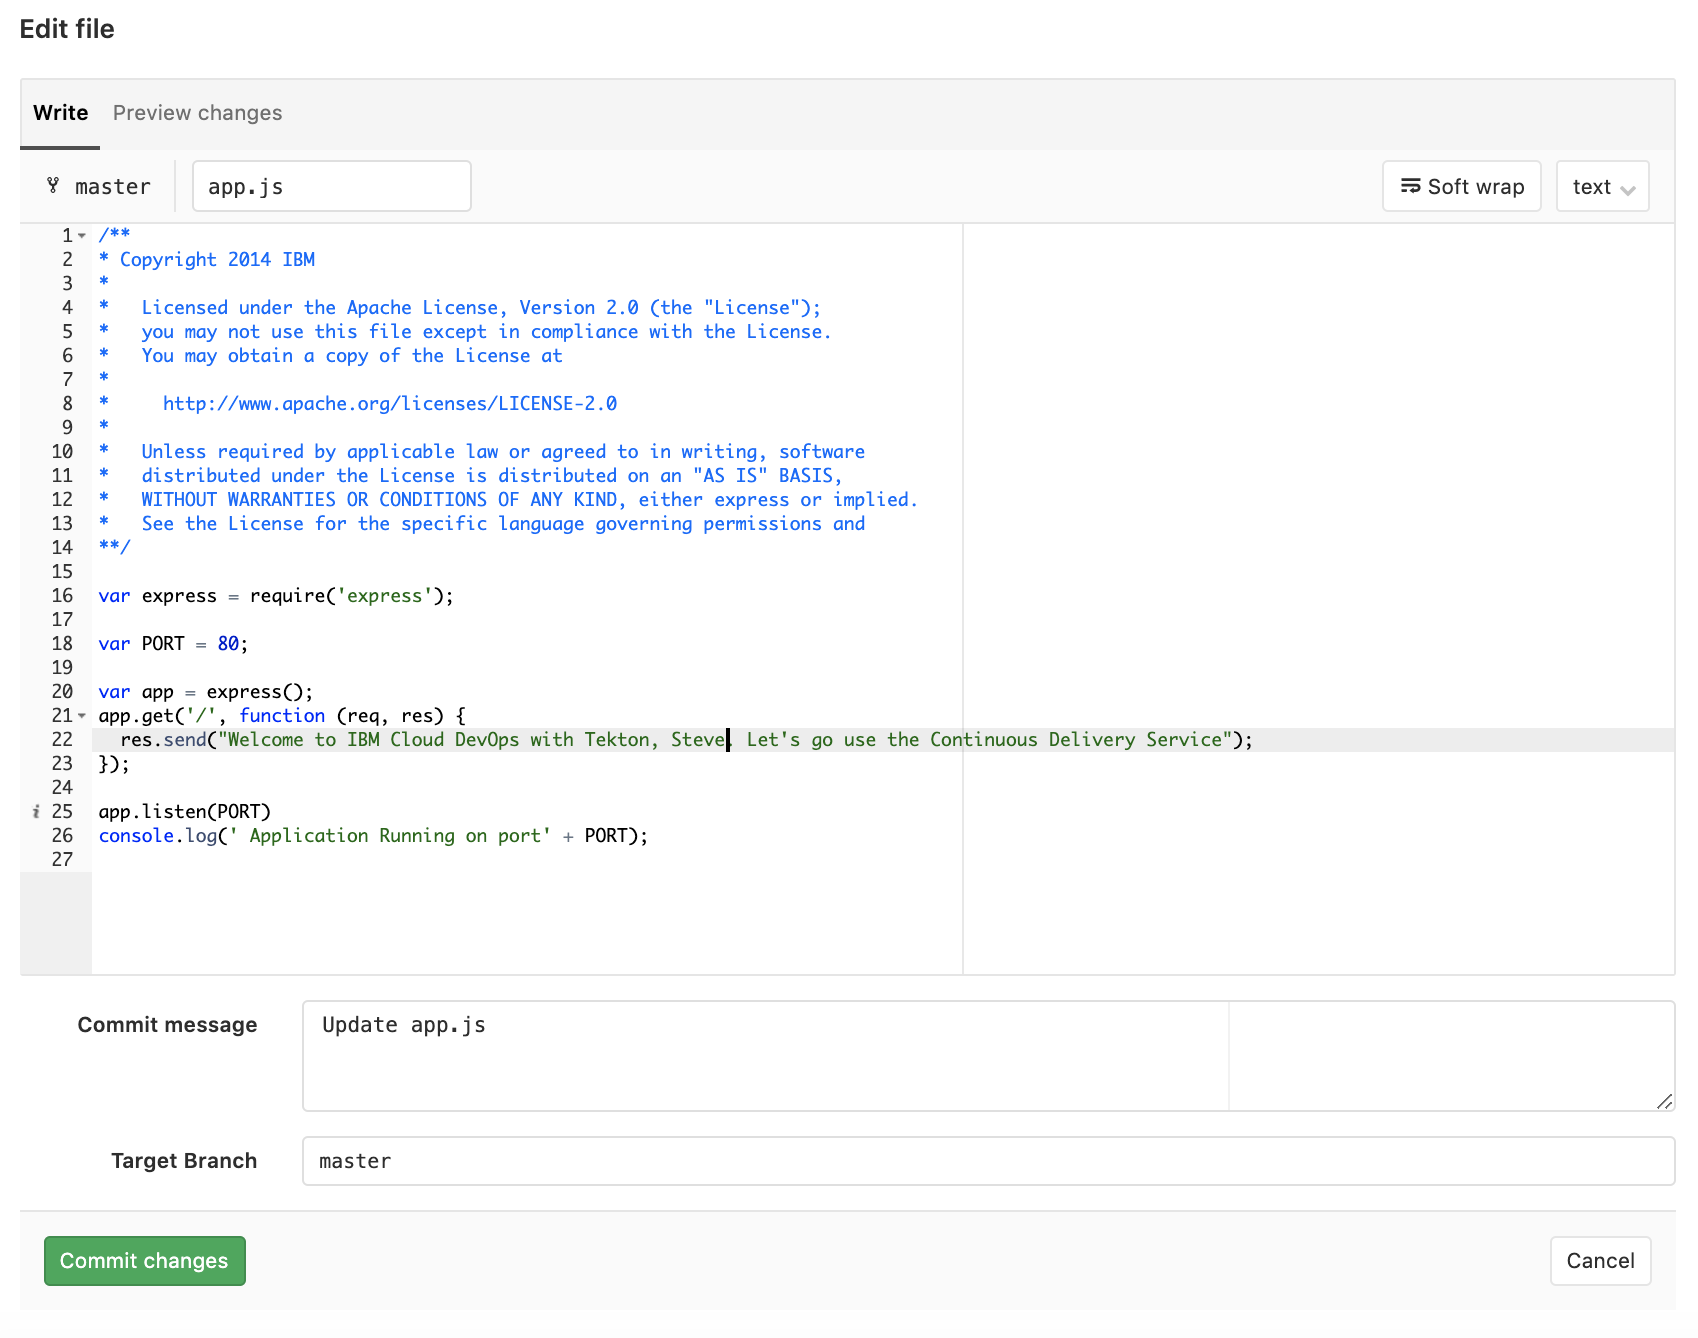 Edit file
Write Preview changes
master app.js Soft wrap text
1 /**
2 * Copyright 2014 IBM
3 *
4 *   Licensed under the Apache License, Version 2.0 (the "License");
5 *   you may not use this file except in compliance with the License.
6 *   You may obtain a copy of the License at
7 *
8 *     http://www.apache.org/licenses/LICENSE-2.0
9 *
10 *   Unless required by applicable law or agreed to in writing, software
11 *   distributed under the License is distributed on an "AS IS" BASIS,
12 *   WITHOUT WARRANTIES OR CONDITIONS OF ANY KIND, either express or implied.
13 *   See the License for the specific language governing permissions and
14 **/
15
16 var express = require('express');
17
18 var PORT = 80;
19
20 var app = express();
21 app.get('/', function (req, res) {
22   res.send("Welcome to IBM Cloud DevOps with Tekton, Steve. Let's go use the Continuous Delivery Service");
23 });
24
i 25 app.listen(PORT)
26 console.log(' Application Running on port' + PORT);
27
Commit message Update app.js
Target Branch master
Commit changes Cancel